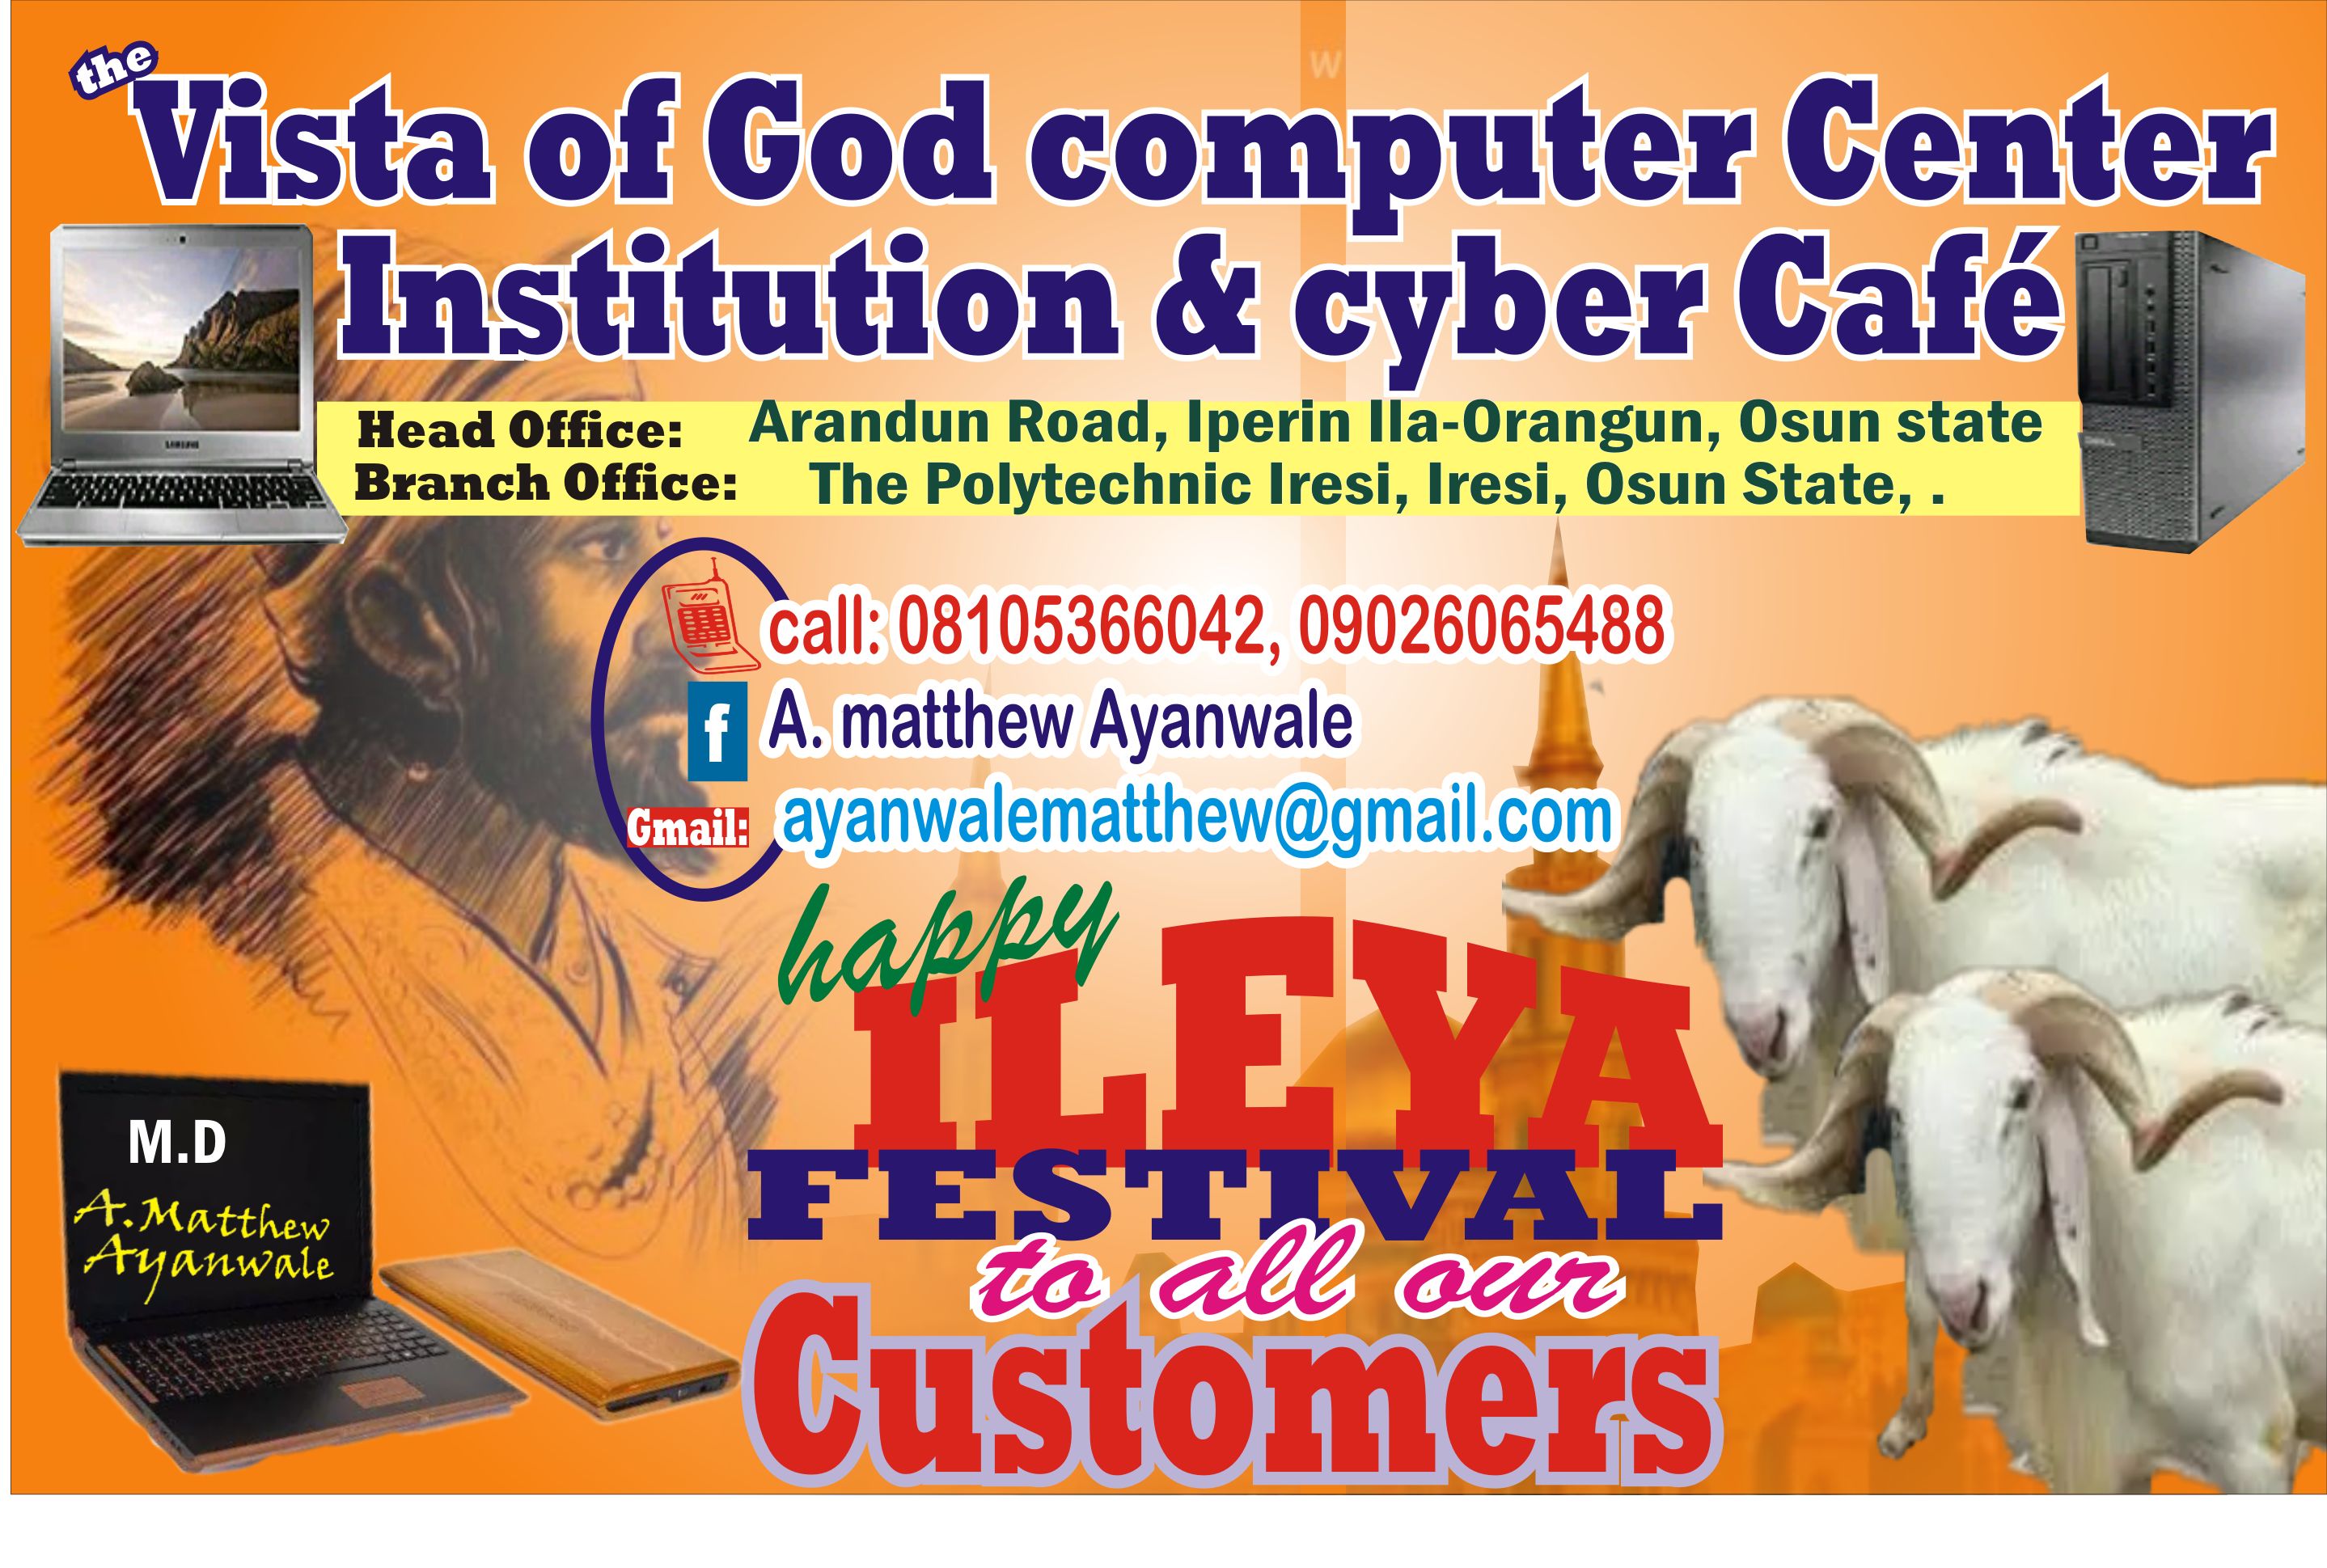 the
Vista of God computer Center
Institution & cyber Café
Head Office: Arandun Road, Iperin Ila-Orangun, Osun state
Branch Office: The Polytechnic Iresi, Iresi, Osun State, .
call: 08105366042, 09026065488
f A. matthew Ayanwale
Gmail: ayanwalematthew@gmail.com
happy
ILEYA
FESTIVAL
to all our
Customers
M.D
A.Matthew
Ayanwale
SAMSUNG
W